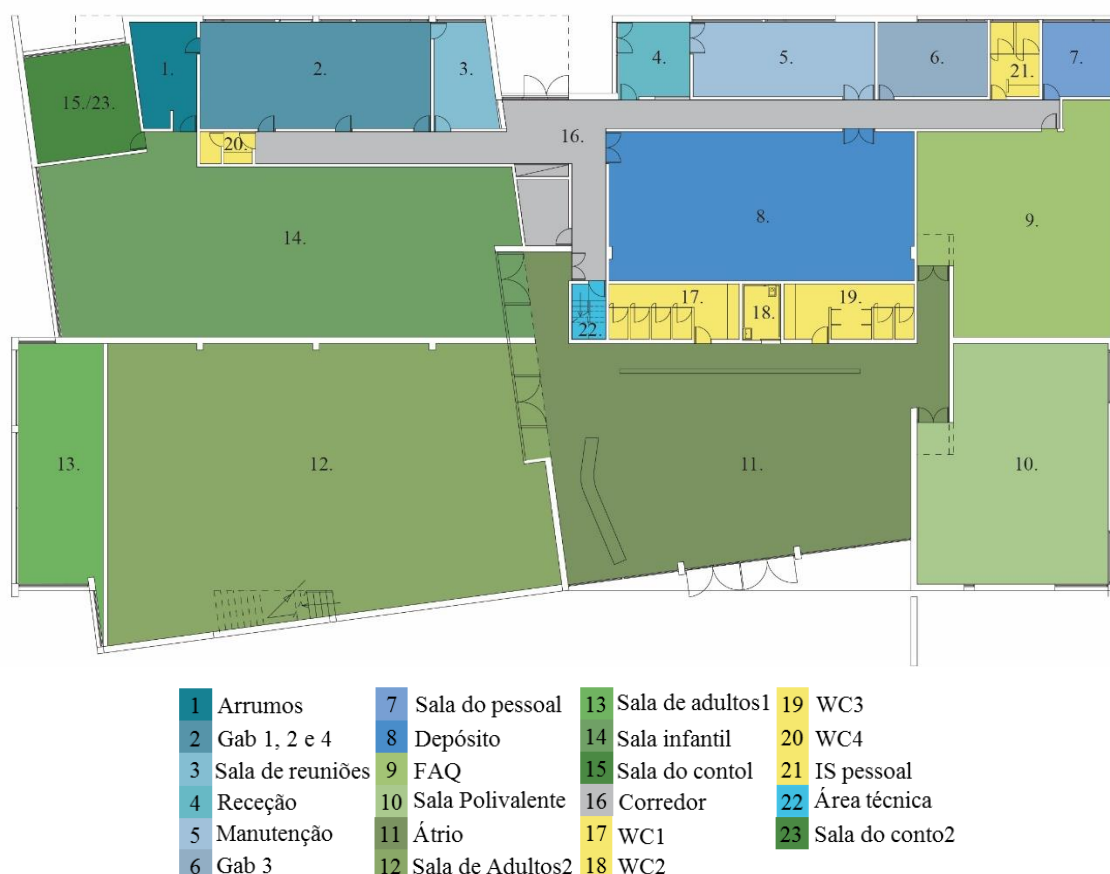 1.
2.
3.
4.
5.
6.
21.
7.
15./23.
20.
16.
14.
8.
9.
17.
18.
19.
22.
13.
12.
11.
10.
1 Arrumos
2 Gab 1, 2 e 4
3 Sala de reuniões
4 Receção
5 Manutenção
6 Gab 3
7 Sala do pessoal
8 Depósito
9 FAQ
10 Sala Polivalente
11 Átrio
12 Sala de Adultos2
13 Sala de adultos1
14 Sala infantil
15 Sala do contol
16 Corredor
17 WC1
18 WC2
19 WC3
20 WC4
21 IS pessoal
22 Área técnica
23 Sala do conto2